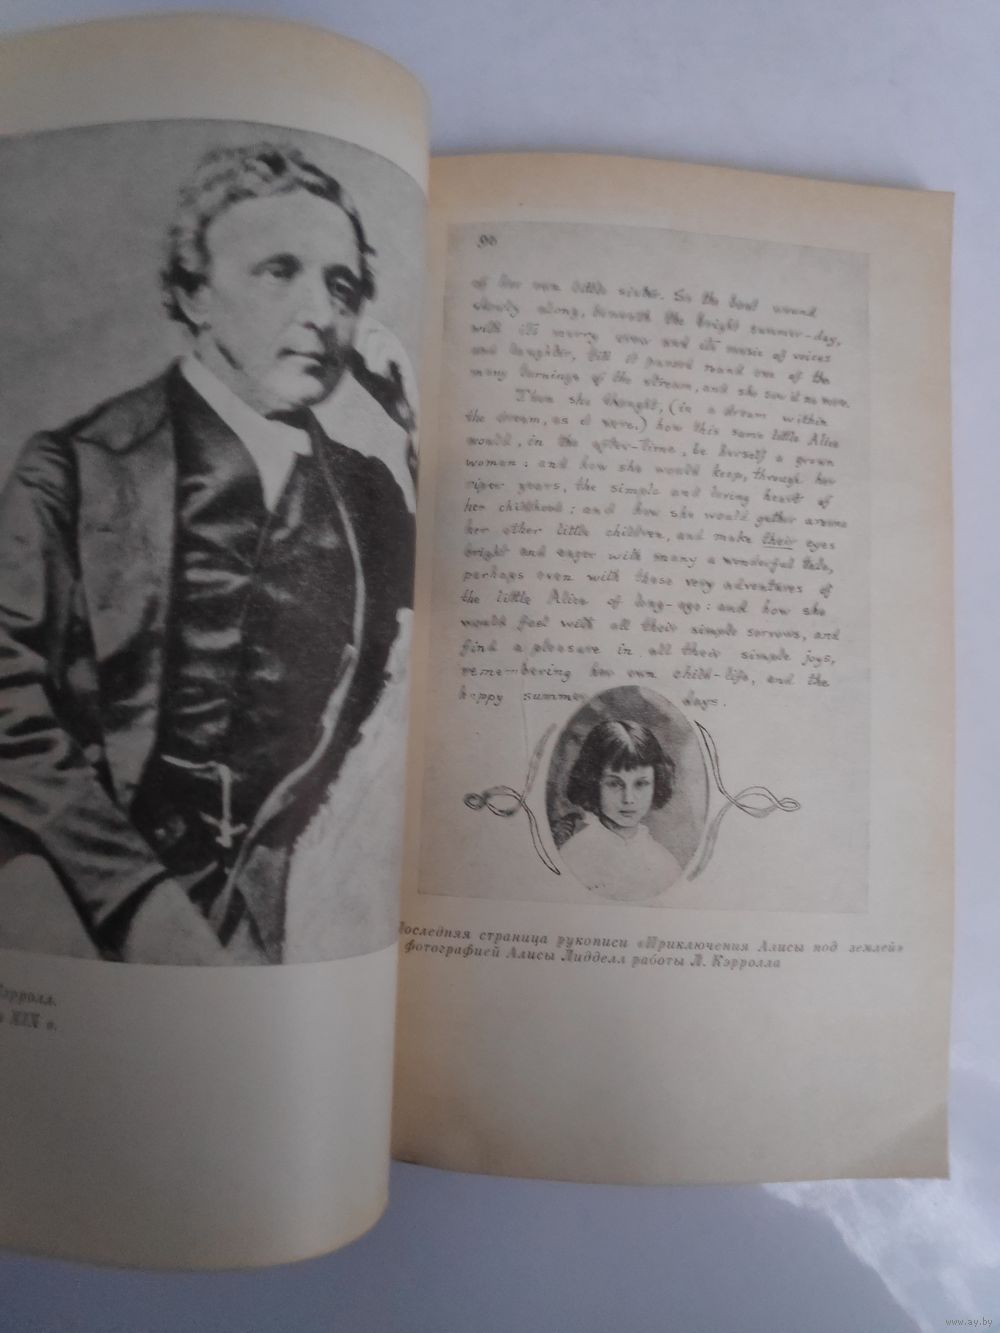 эрролл.
XIX в.
90
of her own little sister. So the boat wound
slowly along, beneath the bright summer-day,
with its merry crew and its music of voices
and laughter, till it passed round one of the
many turnings of the stream, and she saw it no more.
Then she thought, (in a dream within
the dream, as it were,) how this same little Alice
would, in the after-time, be herself a grown
woman: and how she would keep, through her
riper years, the simple and loving heart of
her childhood: and how she would gather around
her other little children, and make their eyes
bright and eager with many a wonderful tale,
perhaps even with these very adventures of
the little Alice of long-ago: and how she
would feel with all their simple sorrows, and
find a pleasure in all their simple joys,
remembering her own child-life, and the
happy summer days.
Последняя страница рукописи «Приключения Алисы под землей»
фотографией Алисы Лидделл работы Л. Кэрролла
www.ay.by